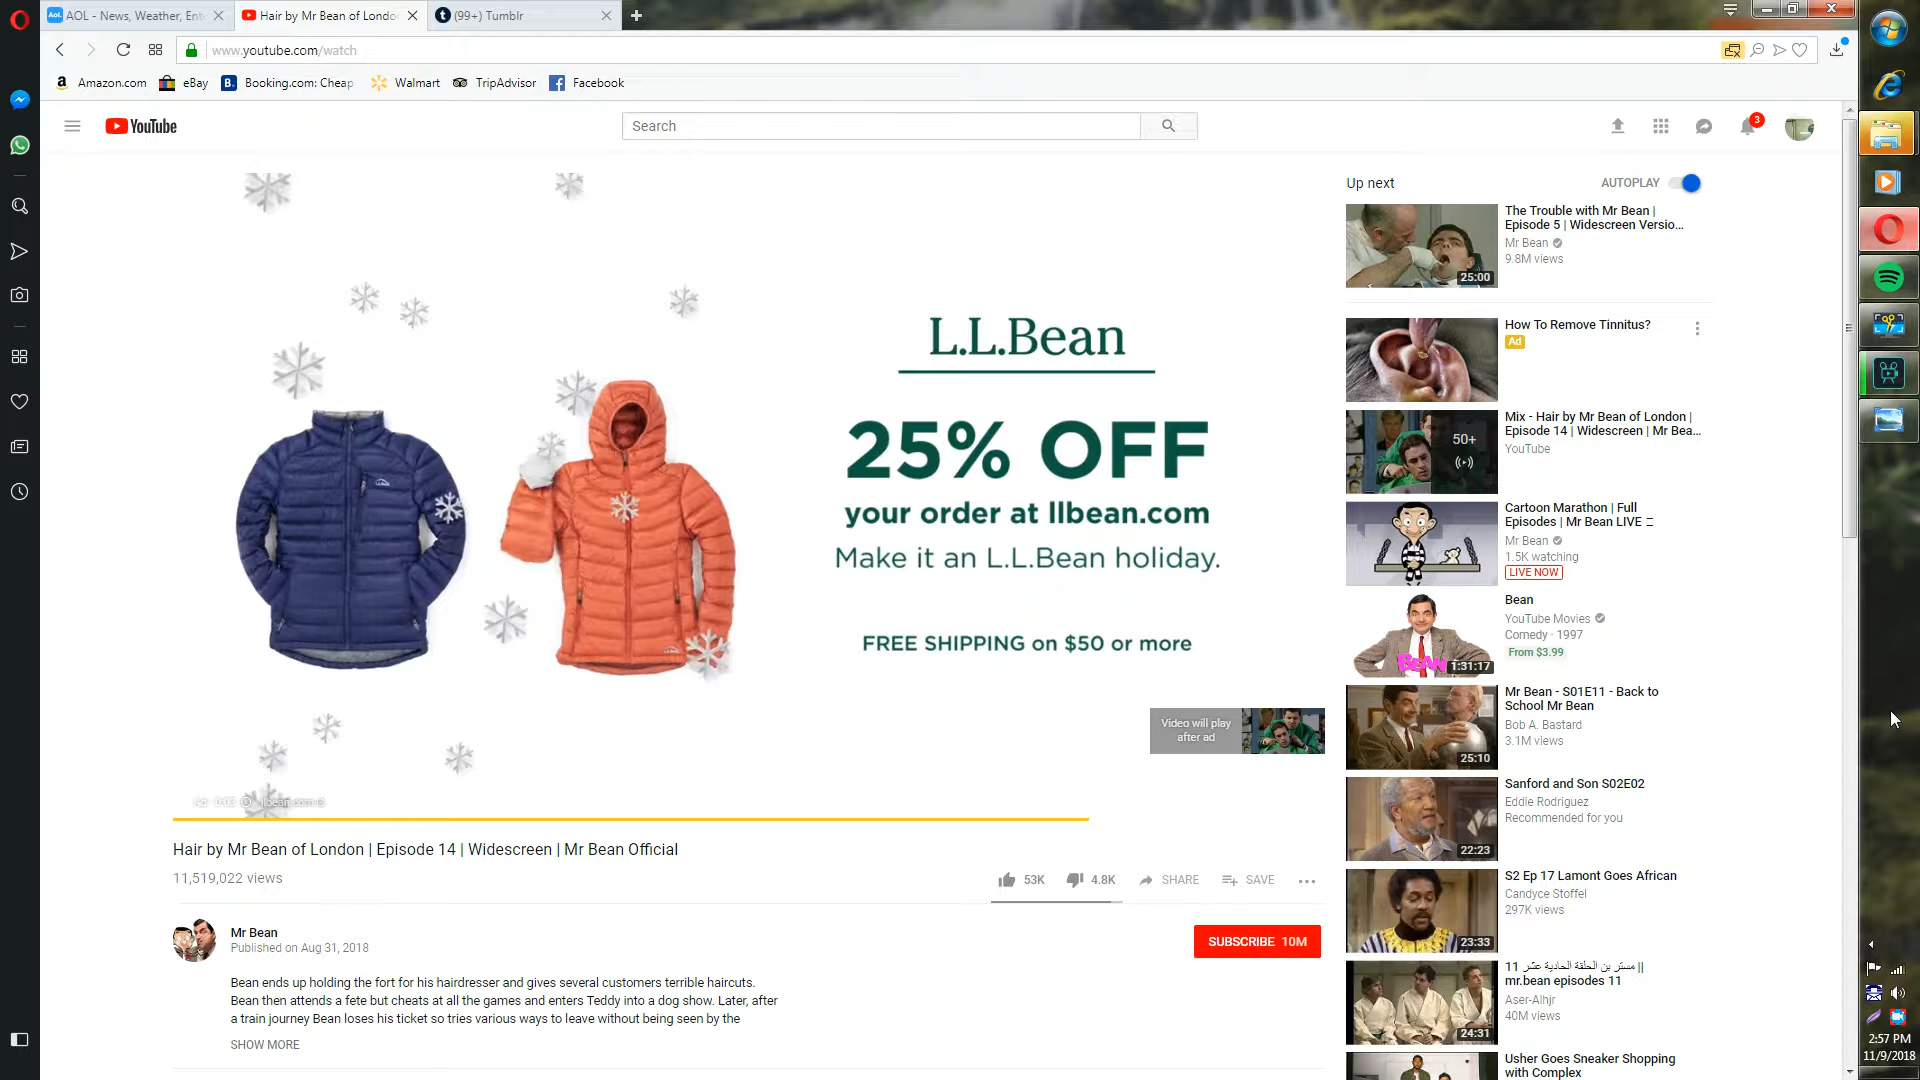 AOL - News, Weather, Ent
Hair by Mr Bean of Londo
(99+) Tumblr
www.youtube.com/watch
Amazon.com
eBay
Booking.com: Cheap
Walmart
TripAdvisor
Facebook
YouTube
Search
3
L.L.Bean
25% OFF
your order at llbean.com
Make it an L.L.Bean holiday.
FREE SHIPPING on $50 or more
Video will play
after ad
Ad · 0:03
llbean.com
Hair by Mr Bean of London | Episode 14 | Widescreen | Mr Bean Official
11,519,022 views
53K
4.8K
SHARE
SAVE
Mr Bean
Published on Aug 31, 2018
SUBSCRIBE 10M
Bean ends up holding the fort for his hairdresser and gives several customers terrible haircuts.
Bean then attends a fete but cheats at all the games and enters Teddy into a dog show. Later, after
a train journey Bean loses his ticket so tries various ways to leave without being seen by the
SHOW MORE
Up next
AUTOPLAY
The Trouble with Mr Bean |
Episode 5 | Widescreen Versio...
Mr Bean
9.8M views
25:00
How To Remove Tinnitus?
Ad
Mix - Hair by Mr Bean of London |
Episode 14 | Widescreen | Mr Bea...
YouTube
50+
Cartoon Marathon | Full
Episodes | Mr Bean LIVE
Mr Bean
1.5K watching
LIVE NOW
Bean
YouTube Movies
Comedy · 1997
From $3.99
BEAN
1:31:17
Mr Bean - S01E11 - Back to
School Mr Bean
Bob A. Bastard
3.1M views
25:10
Sanford and Son S02E02
Eddie Rodriguez
Recommended for you
22:23
S2 Ep 17 Lamont Goes African
Candyce Stoffel
297K views
23:33
مستر بن الحلقة الحادية عشر 11 ||
mr.bean episodes 11
Aser-Alhjr
40M views
24:31
Usher Goes Sneaker Shopping
with Complex
2:57 PM
11/9/2018